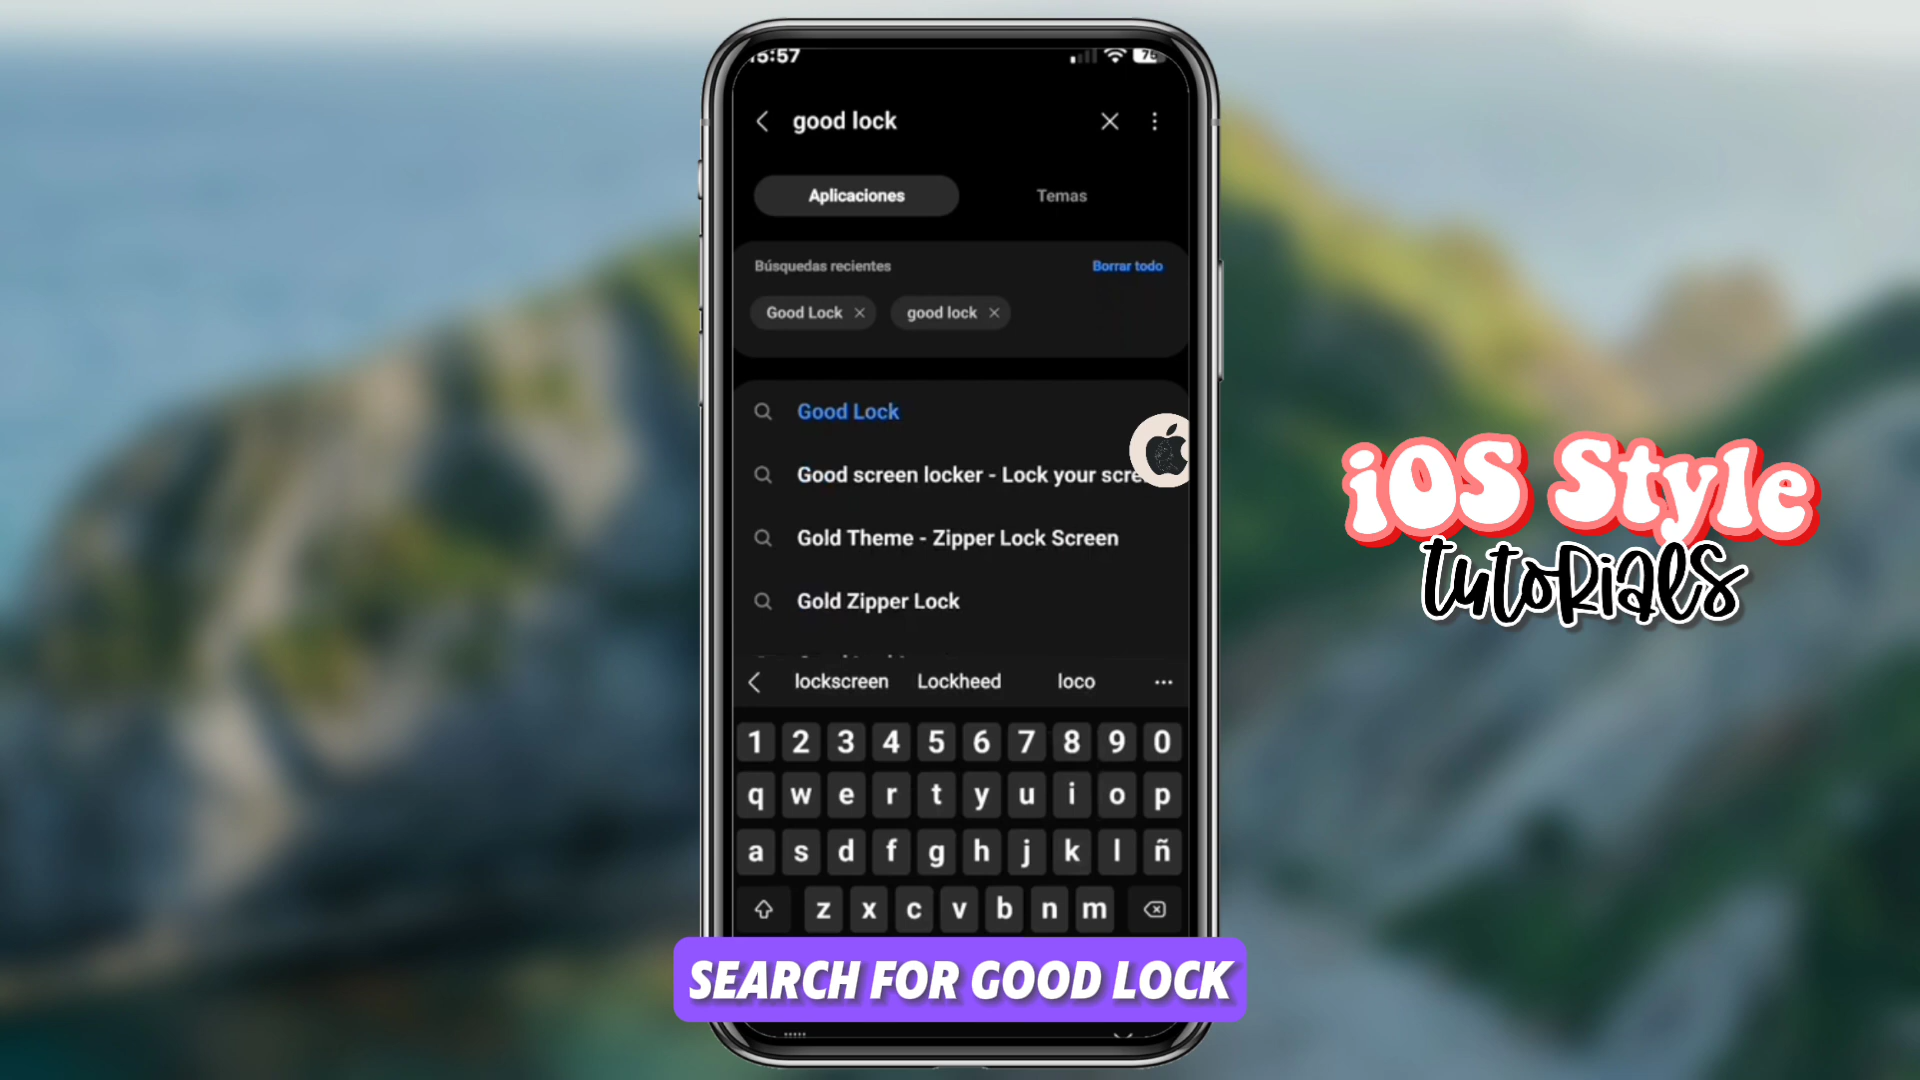 15:57
75
good lock
Aplicaciones
Temas
Búsquedas recientes
Borrar todo
Good Lock
good lock
Good Lock
Good screen locker - Lock your scre
Gold Theme - Zipper Lock Screen
Gold Zipper Lock
lockscreen Lockheed loco
1 2 3 4 5 6 7 8 9 0
q w e r t y u i o p
a s d f g h j k l ñ
z x c v b n m
SEARCH FOR GOOD LOCK
iOS Style
tutorials